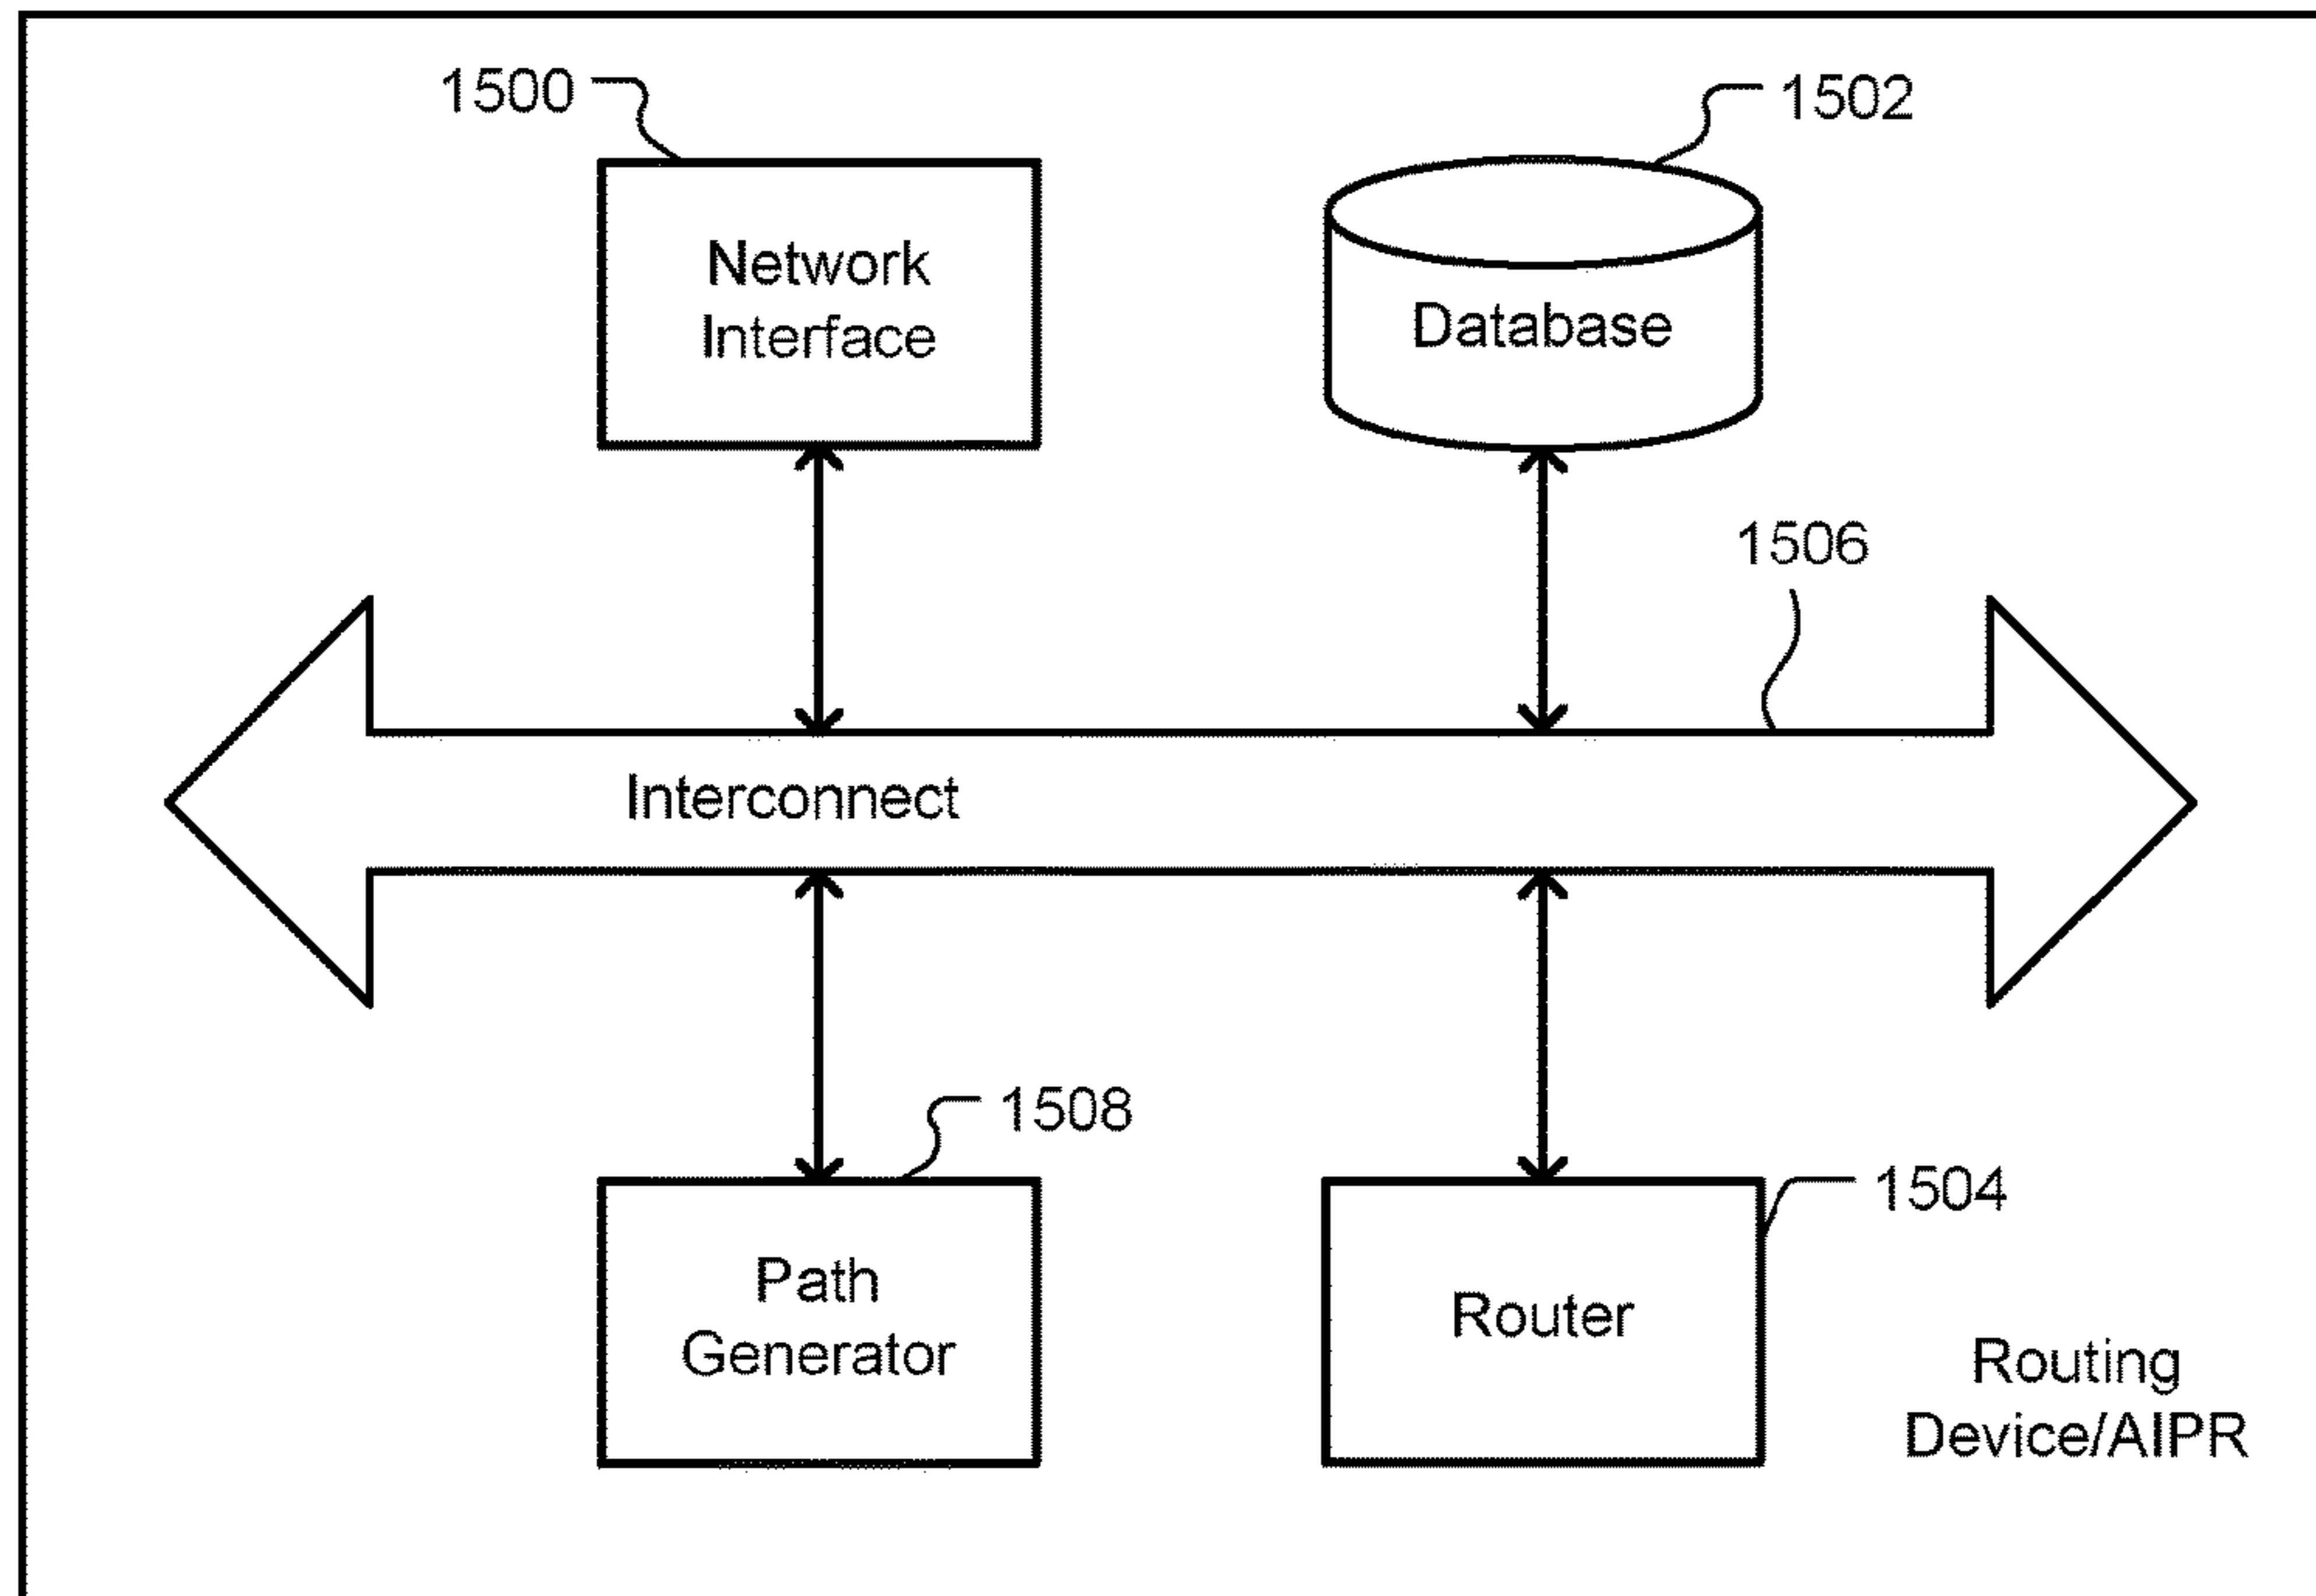 1500
1502
Network
Interface
Database
1506
Interconnect
1508
1504
Path
Generator
Router
Routing
Device/AIPR